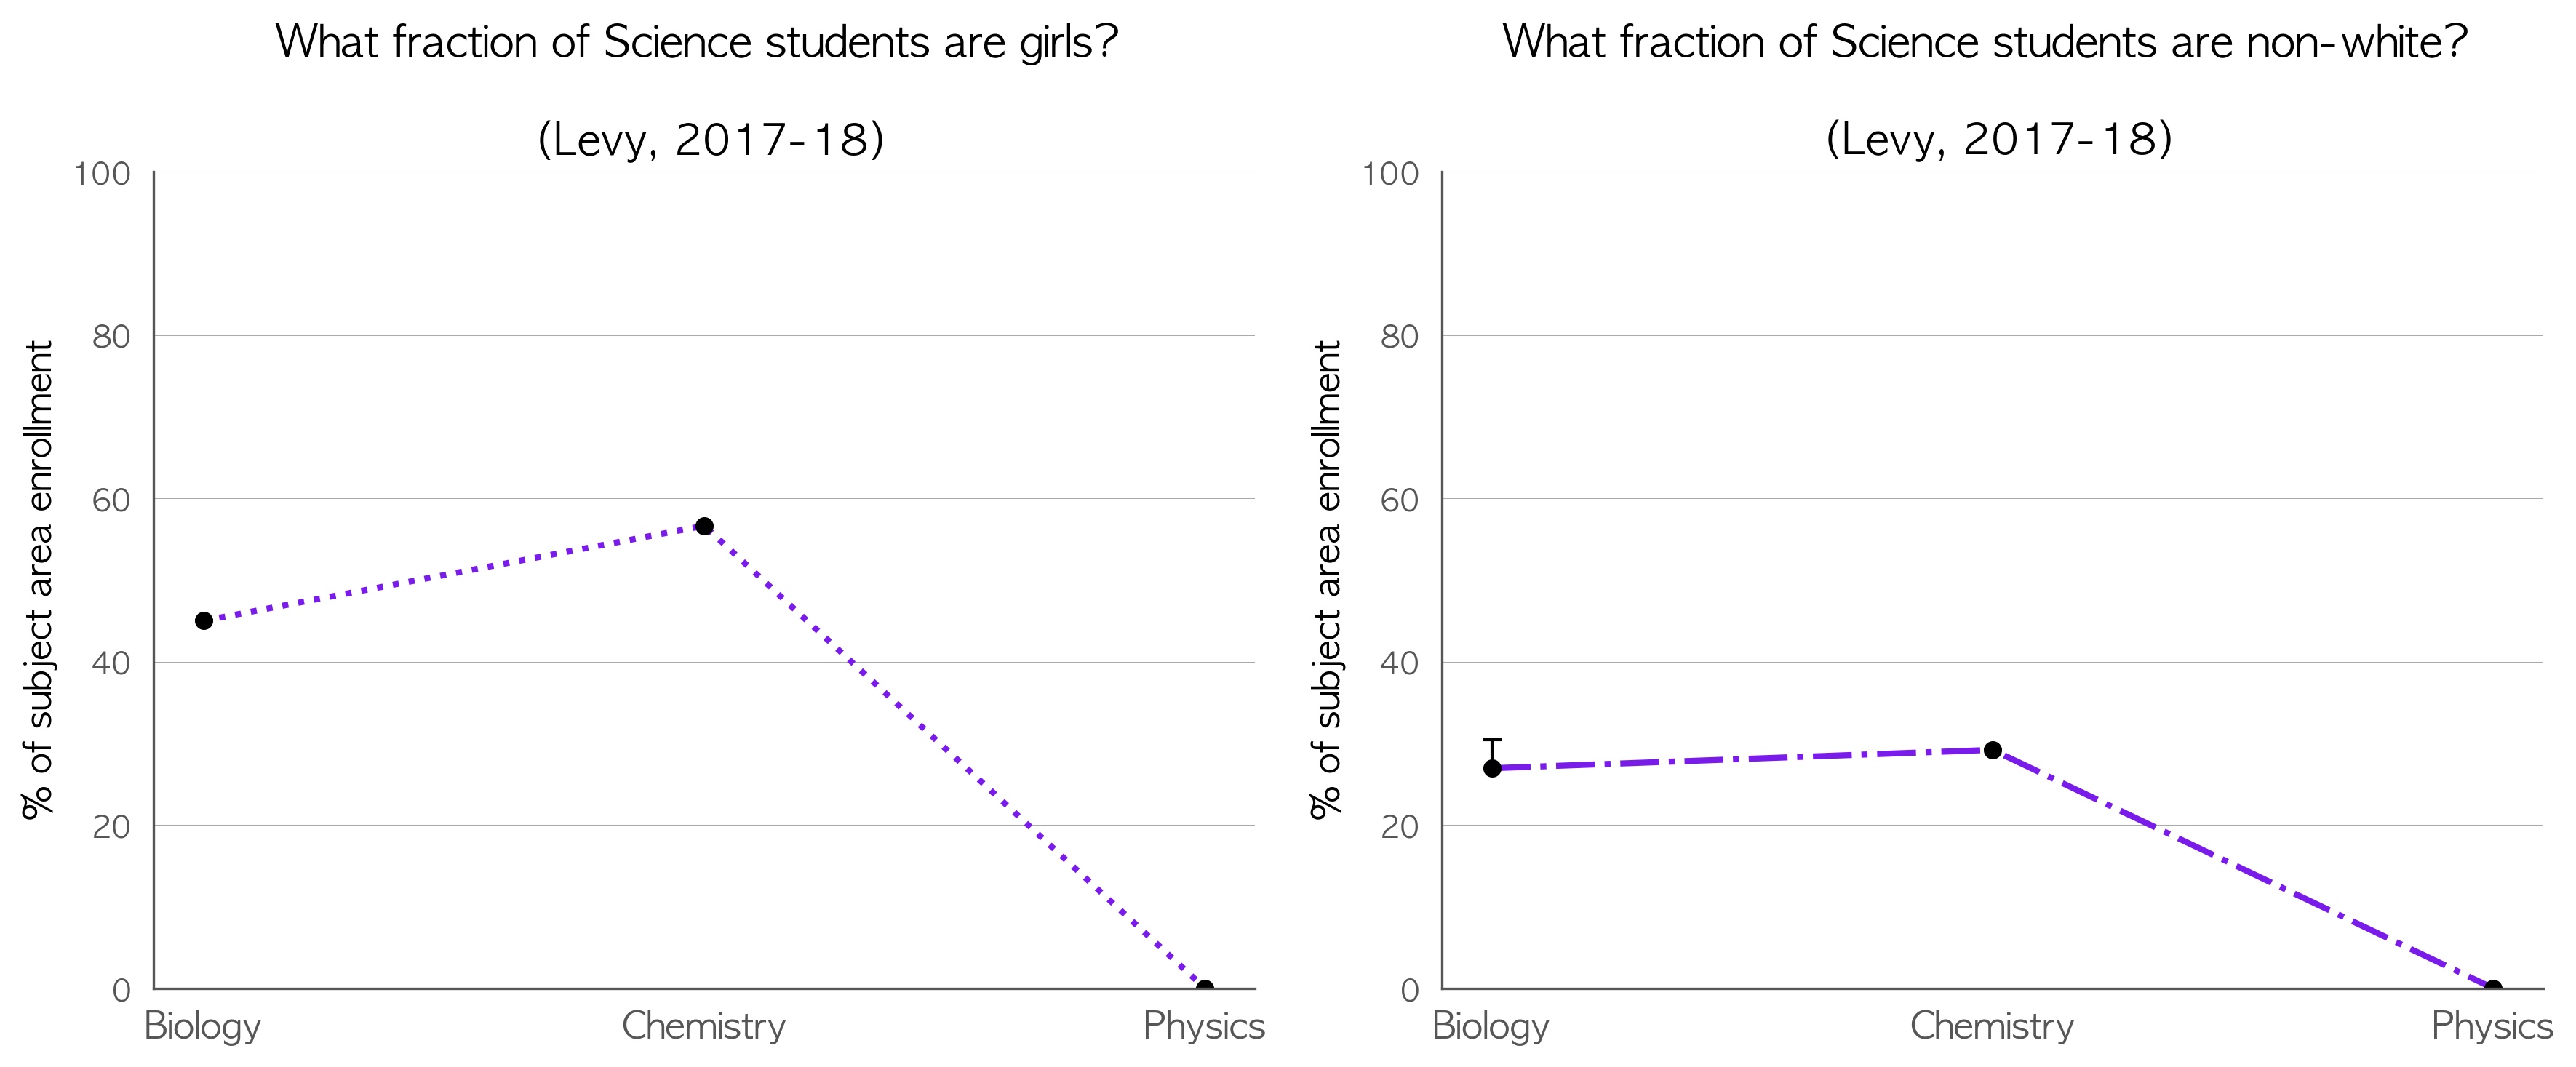 What fraction of Science students are girls?
(Levy, 2017-18)
% of subject area enrollment
100
80
60
40
20
0
Biology
Chemistry
Physics
What fraction of Science students are non-white?
(Levy, 2017-18)
% of subject area enrollment
100
80
60
40
20
0
Biology
Chemistry
Physics